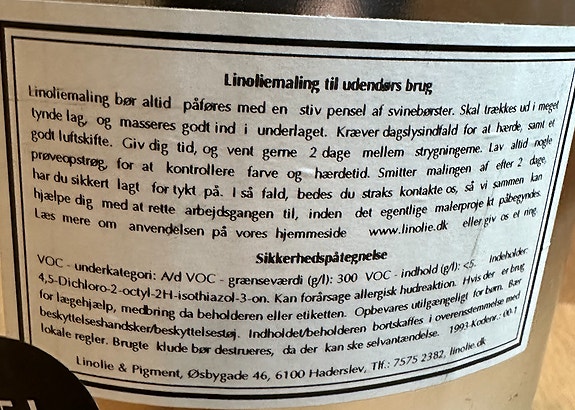 Linoliemaling til udendørs brug
Linoliemaling bør altid påføres med en stiv pensel af svinebørster. Skal trækkes ud i meget
tynde lag, og masseres godt ind i underlaget. Kræver dagslysindfald for at hærde, samt et
godt luftskifte. Giv dig tid, og vent gerne 2 dage mellem strygningerne. Lav altid nogle
prøveopstrøg, for at kontrollere farve og hærdetid. Smitter malingen af efter 2 dage,
har du sikkert lagt for tykt på. I så fald, bedes du straks kontakte os, så vi sammen kan
hjælpe dig med at rette arbejdsgangen til, inden det egentlige malerprojekt påbegyndes.
Læs mere om anvendelsen på vores hjemmeside www.linolie.dk eller giv os et ring.
Sikkerhedspåtegnelse
VOC - underkategori: A/d VOC - grænseværdi (g/l): 300 VOC - indhold (g/l): <5. Indeholder:
4,5-Dichloro-2-octyl-2H-isothiazol-3-on. Kan forårsage allergisk hudreaktion. Hvis der er brug
for lægehjælp, medbring da beholderen eller etiketten. Opbevares utilgængeligt for børn. Bær
beskyttelseshandsker/beskyttelsestøj. Indholdet/beholderen bortskaffes i overensstemmelse med
lokale regler. Brugte klude bør destrueres, da der kan ske selvantændelse. 1993-Kodenr.: 00-1
Linolie & Pigment, Øsbygade 46, 6100 Haderslev, Tlf.: 7575 2382, linolie.dk